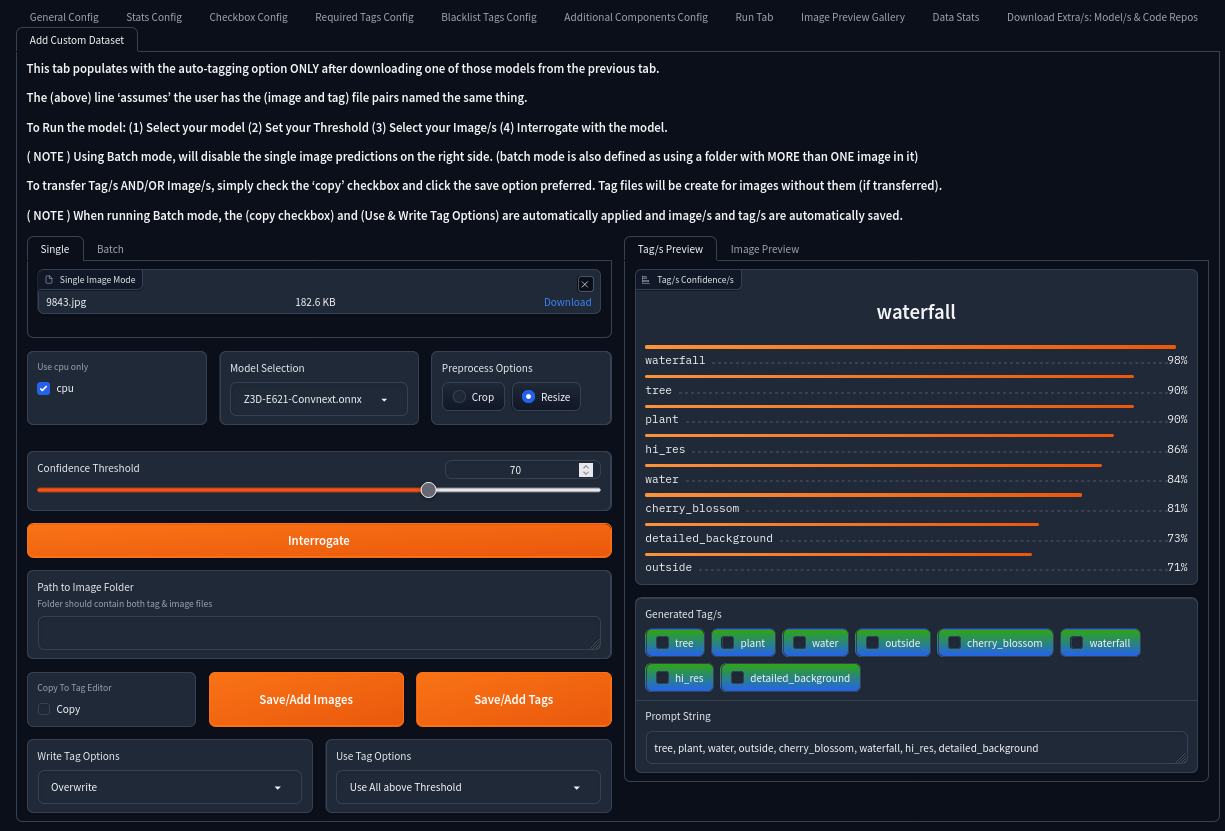 General Config Stats Config Checkbox Config Required Tags Config Blacklist Tags Config Additional Components Config Run Tab Image Preview Gallery Data Stats Download Extra/s: Model/s & Code Repos
Add Custom Dataset
This tab populates with the auto-tagging option ONLY after downloading one of those models from the previous tab.
The (above) line ‘assumes’ the user has the (image and tag) file pairs named the same thing.
To Run the model: (1) Select your model (2) Set your Threshold (3) Select your Image/s (4) Interrogate with the model.
( NOTE ) Using Batch mode, will disable the single image predictions on the right side. (batch mode is also defined as using a folder with MORE than ONE image in it)
To transfer Tag/s AND/OR Image/s, simply check the ‘copy’ checkbox and click the save option preferred. Tag files will be create for images without them (if transferred).
( NOTE ) When running Batch mode, the (copy checkbox) and (Use & Write Tag Options) are automatically applied and image/s and tag/s are automatically saved.
Single Batch
Single Image Mode
9843.jpg 182.6 KB Download
Use cpu only
cpu
Model Selection
Z3D-E621-Convnext.onnx
Preprocess Options
Crop Resize
Confidence Threshold 70
Interrogate
Path to Image Folder
Folder should contain both tag & image files
Copy To Tag Editor
Copy
Save/Add Images Save/Add Tags
Write Tag Options
Overwrite
Use Tag Options
Use All above Threshold
Tag/s Preview Image Preview
Tag/s Confidence/s
waterfall
waterfall 98%
tree 90%
plant 90%
hi_res 86%
water 84%
cherry_blossom 81%
detailed_background 73%
outside 71%
Generated Tag/s
tree plant water outside cherry_blossom waterfall
hi_res detailed_background
Prompt String
tree, plant, water, outside, cherry_blossom, waterfall, hi_res, detailed_background